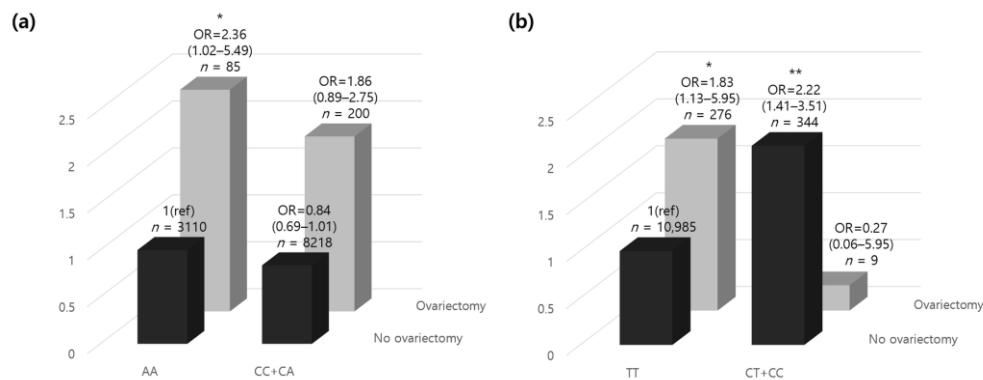 (a)
*
OR=2.36
(1.02–5.49)
n = 85
OR=1.86
(0.89–2.75)
n = 200
1(ref)
n = 3110
OR=0.84
(0.69–1.01)
n = 8218
2.5
2
1.5
1
0.5
0
Ovariectomy
No ovariectomy
AA
CC+CA
(b)
*
OR=1.83
(1.13–5.95)
n = 276
**
OR=2.22
(1.41–3.51)
n = 344
1(ref)
n = 10,985
OR=0.27
(0.06–5.95)
n = 9
2.5
2
1.5
1
0.5
0
Ovariectomy
No ovariectomy
TT
CT+CC